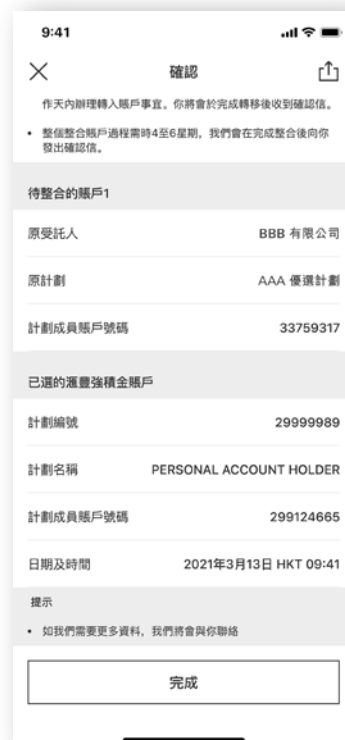 9:41
確認
作天內辦理轉入賬戶事宜。你將會於完成轉移後收到確認信。
• 整個整合賬戶過程需時4至6星期，我們會在完成整合後向你
發出確認信。
待整合的賬戶1
原受託人 BBB 有限公司
原計劃 AAA 優選計劃
計劃成員賬戶號碼 33759317
已選的滙豐強積金賬戶
計劃編號 29999989
計劃名稱 PERSONAL ACCOUNT HOLDER
計劃成員賬戶號碼 299124665
日期及時間 2021年3月13日 HKT 09:41
提示
• 如我們需要更多資料，我們將會與你聯絡
完成